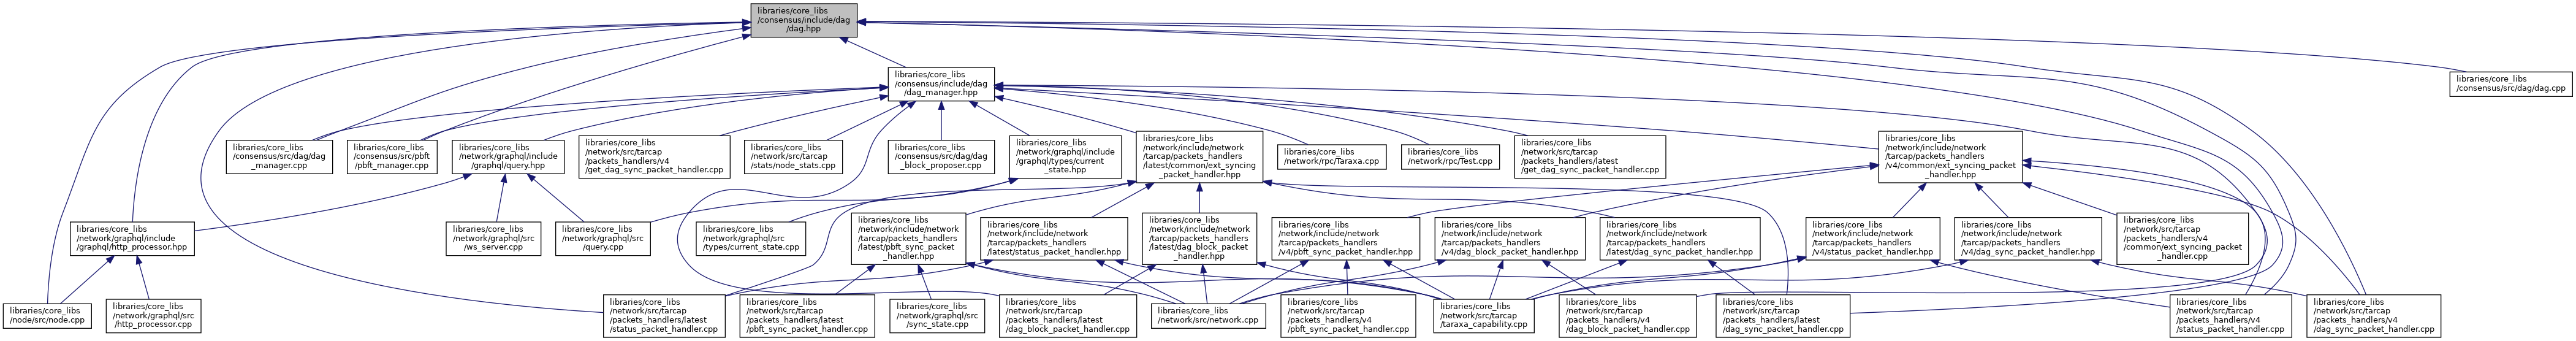 libraries/core_libs
/consensus/include/dag
/dag.hpp
libraries/core_libs
/consensus/include/dag
/dag_manager.hpp
libraries/core_libs
/consensus/src/dag/dag.cpp
libraries/core_libs
/consensus/src/dag/dag
_manager.cpp
libraries/core_libs
/consensus/src/pbft
/pbft_manager.cpp
libraries/core_libs
/network/graphql/include
/graphql/query.hpp
libraries/core_libs
/network/src/tarcap
/packets_handlers/v4
/get_dag_sync_packet_handler.cpp
libraries/core_libs
/network/src/tarcap
/stats/node_stats.cpp
libraries/core_libs
/consensus/src/dag/dag
_block_proposer.cpp
libraries/core_libs
/network/graphql/include
/graphql/types/current
_state.hpp
libraries/core_libs
/network/include/network
/tarcap/packets_handlers
/latest/common/ext_syncing
_packet_handler.hpp
libraries/core_libs
/network/rpc/Taraxa.cpp
libraries/core_libs
/network/rpc/Test.cpp
libraries/core_libs
/network/src/tarcap
/packets_handlers/latest
/get_dag_sync_packet_handler.cpp
libraries/core_libs
/network/include/network
/tarcap/packets_handlers
/v4/common/ext_syncing_packet
_handler.hpp
libraries/core_libs
/network/graphql/include
/graphql/http_processor.hpp
libraries/core_libs
/network/graphql/src
/ws_server.cpp
libraries/core_libs
/network/graphql/src
/query.cpp
libraries/core_libs
/network/graphql/src
/types/current_state.cpp
libraries/core_libs
/network/include/network
/tarcap/packets_handlers
/latest/pbft_sync_packet
_handler.hpp
libraries/core_libs
/network/include/network
/tarcap/packets_handlers
/latest/status_packet_handler.hpp
libraries/core_libs
/network/include/network
/tarcap/packets_handlers
/latest/dag_block_packet
_handler.hpp
libraries/core_libs
/network/include/network
/tarcap/packets_handlers
/v4/pbft_sync_packet_handler.hpp
libraries/core_libs
/network/include/network
/tarcap/packets_handlers
/v4/dag_block_packet_handler.hpp
libraries/core_libs
/network/include/network
/tarcap/packets_handlers
/latest/dag_sync_packet_handler.hpp
libraries/core_libs
/network/include/network
/tarcap/packets_handlers
/v4/status_packet_handler.hpp
libraries/core_libs
/network/include/network
/tarcap/packets_handlers
/v4/dag_sync_packet_handler.hpp
libraries/core_libs
/network/src/tarcap
/packets_handlers/v4
/common/ext_syncing_packet
_handler.cpp
libraries/core_libs
/node/src/node.cpp
libraries/core_libs
/network/graphql/src
/http_processor.cpp
libraries/core_libs
/network/src/tarcap
/packets_handlers/latest
/status_packet_handler.cpp
libraries/core_libs
/network/src/tarcap
/packets_handlers/latest
/pbft_sync_packet_handler.cpp
libraries/core_libs
/network/graphql/src
/sync_state.cpp
libraries/core_libs
/network/src/tarcap
/packets_handlers/latest
/dag_block_packet_handler.cpp
libraries/core_libs
/network/src/network.cpp
libraries/core_libs
/network/src/tarcap
/packets_handlers/v4
/pbft_sync_packet_handler.cpp
libraries/core_libs
/network/src/tarcap
/taraxa_capability.cpp
libraries/core_libs
/network/src/tarcap
/packets_handlers/v4
/dag_block_packet_handler.cpp
libraries/core_libs
/network/src/tarcap
/packets_handlers/latest
/dag_sync_packet_handler.cpp
libraries/core_libs
/network/src/tarcap
/packets_handlers/v4
/status_packet_handler.cpp
libraries/core_libs
/network/src/tarcap
/packets_handlers/v4
/dag_sync_packet_handler.cpp